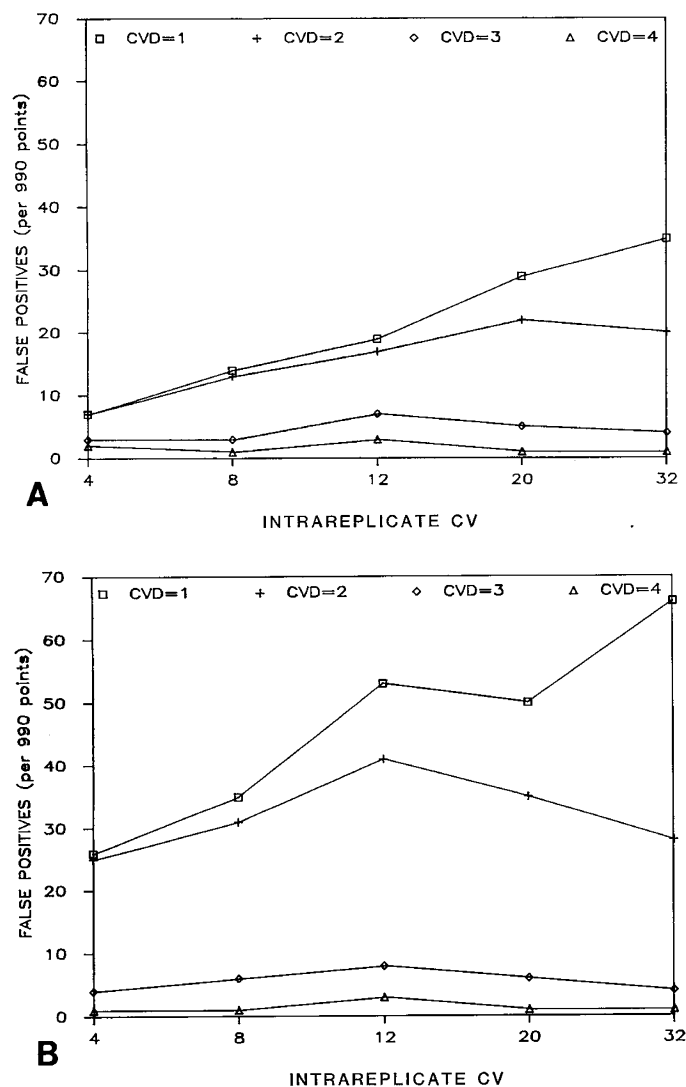 70
60
50
40
30
20
10
0
FALSE POSITIVES (per 990 points)
CVD=1 CVD=2 CVD=3 CVD=4
4 8 12 20 32
A
INTRAREPLICATE CV
70
60
50
40
30
20
10
0
FALSE POSITIVES (per 990 points)
CVD=1 CVD=2 CVD=3 CVD=4
4 8 12 20 32
B
INTRAREPLICATE CV